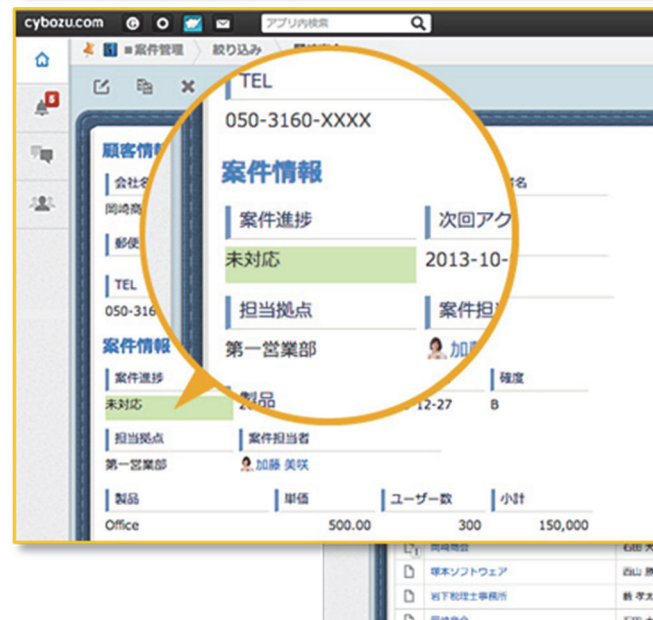 cybozu.com
アプリ内検索
5
■案件管理
絞り込み
顧客情
TEL
050-3160-XXXX
案件情報
案件進捗
次回アク
未対応
2013-10-
担当拠点
案件担
第一営業部
加
製品
会社名
岡崎商
郵便
TEL
050-316
案件情報
案件進捗
確度
未対応
12-27
B
担当拠点
案件担当者
第一営業部
加藤 美咲
製品
単価
ユーザー数
小計
Office
500.00
300
150,000
岡崎商会
塚本ソフトウェア
西山
岩下税理士事務所